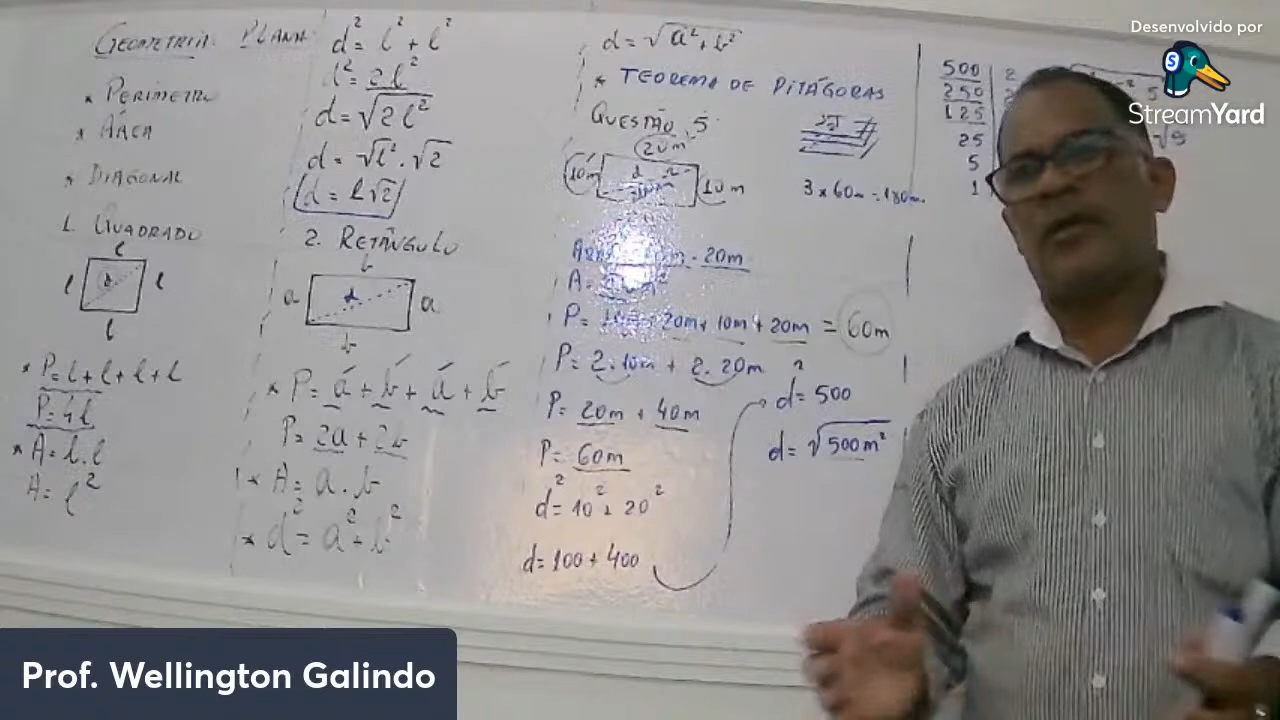 GEOMETRIA PLANA
* PERIMETRO
* ÁREA
* DIAGONAL
1. QUADRADO
l
l d l
l
* P= l + l + l + l
P= 4l
* A= l.l
A= l²
d²= l² + l²
d²= 2l²
d= √2l²
d= √l² . √2
d= l√2
2. RETÂNGULO
b
a d a
b
* P= a + b + a + b
P= 2a + 2b
* A= a . b
* d²= a² + b²
d= √a² + b²
* TEOREMA DE PITÁGORAS
QUESTÃO 5
20m
10m d 10m
3 x 60m = 180m.
. 20m
A=
P= 20m + 10m + 20m = 60m
P= 2.10m + 2.20m
P= 20m + 40m
P= 60m
d²= 10² + 20²
d= 100 + 400
d²= 500
d= √500m²
500 2
250
125
25
5
1
Desenvolvido por
StreamYard
Prof. Wellington Galindo